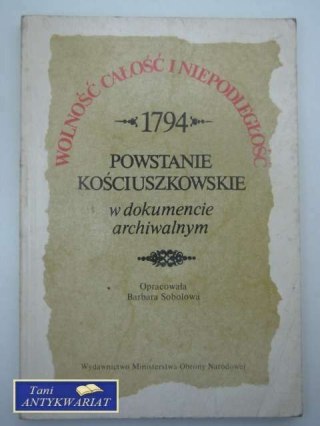 WOLNOŚĆ CAŁOŚĆ I NIEPODLEGŁOŚĆ
1794
POWSTANIE
KOŚCIUSZKOWSKIE
w dokumencie
archiwalnym
Opracowała
Barbara Sobolowa
Wydawnictwo Ministerstwa Obrony Narodowej
Tani
ANTYKWARIAT